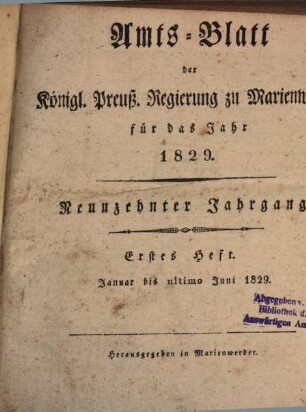 Amts-Blatt
der
Königl. Preuß. Regierung zu Marienw
für das Jahr
1829.
Neunzehnter Jahrgang
Erstes Heft.
Januar bis ultimo Juni 1829.
Abgegeben v.
Bibliothek d.
Auswärtigen Am
Herausgegeben in Marienwerder.